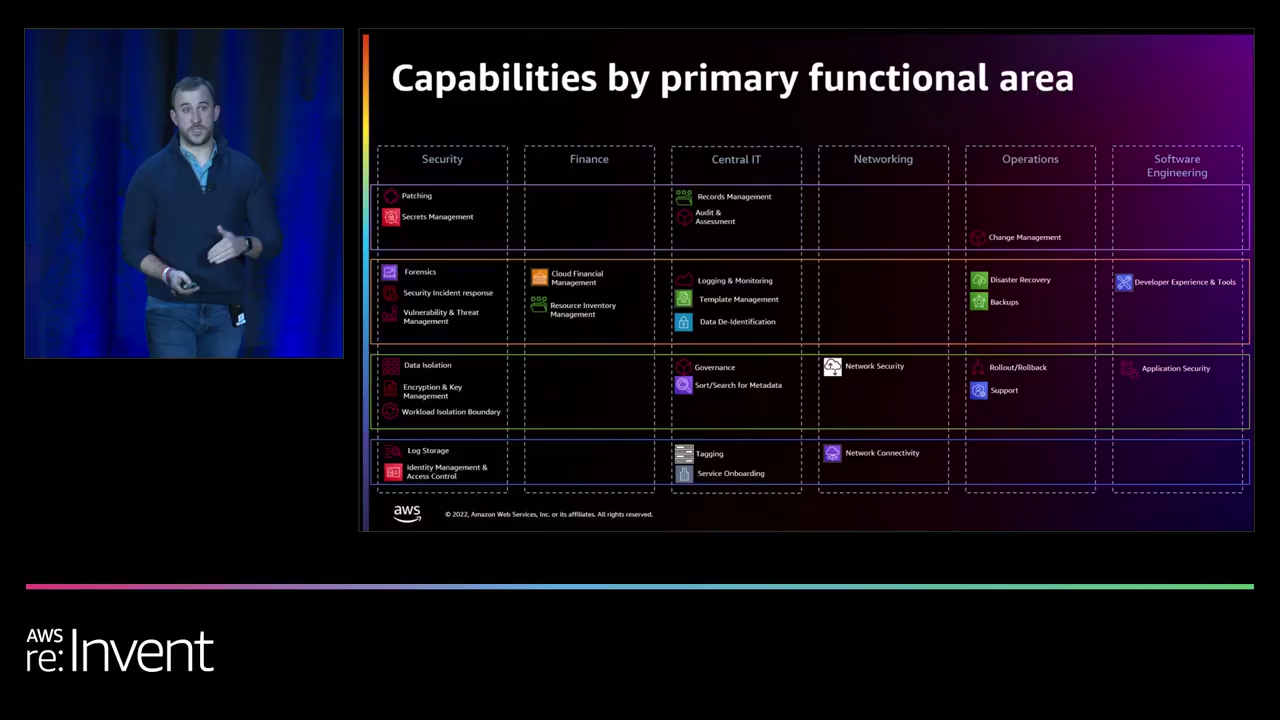 Capabilities by primary functional area
Security
Finance
Central IT
Networking
Operations
Software
Engineering
Patching
Secrets Management
Records Management
Audit &
Assessment
Change Management
Forensics
Security Incident response
Vulnerability & Threat
Management
Cloud Financial
Management
Resource Inventory
Management
Logging & Monitoring
Template Management
Data De-Identification
Disaster Recovery
Backups
Developer Experience & Tools
Data Isolation
Encryption & Key
Management
Workload Isolation Boundary
Governance
Sort/Search for Metadata
Network Security
Rollout/Rollback
Support
Application Security
Log Storage
Identity Management &
Access Control
Tagging
Service Onboarding
Network Connectivity
aws
© 2022, Amazon Web Services, Inc. or its affiliates. All rights reserved.
AWS
re:Invent